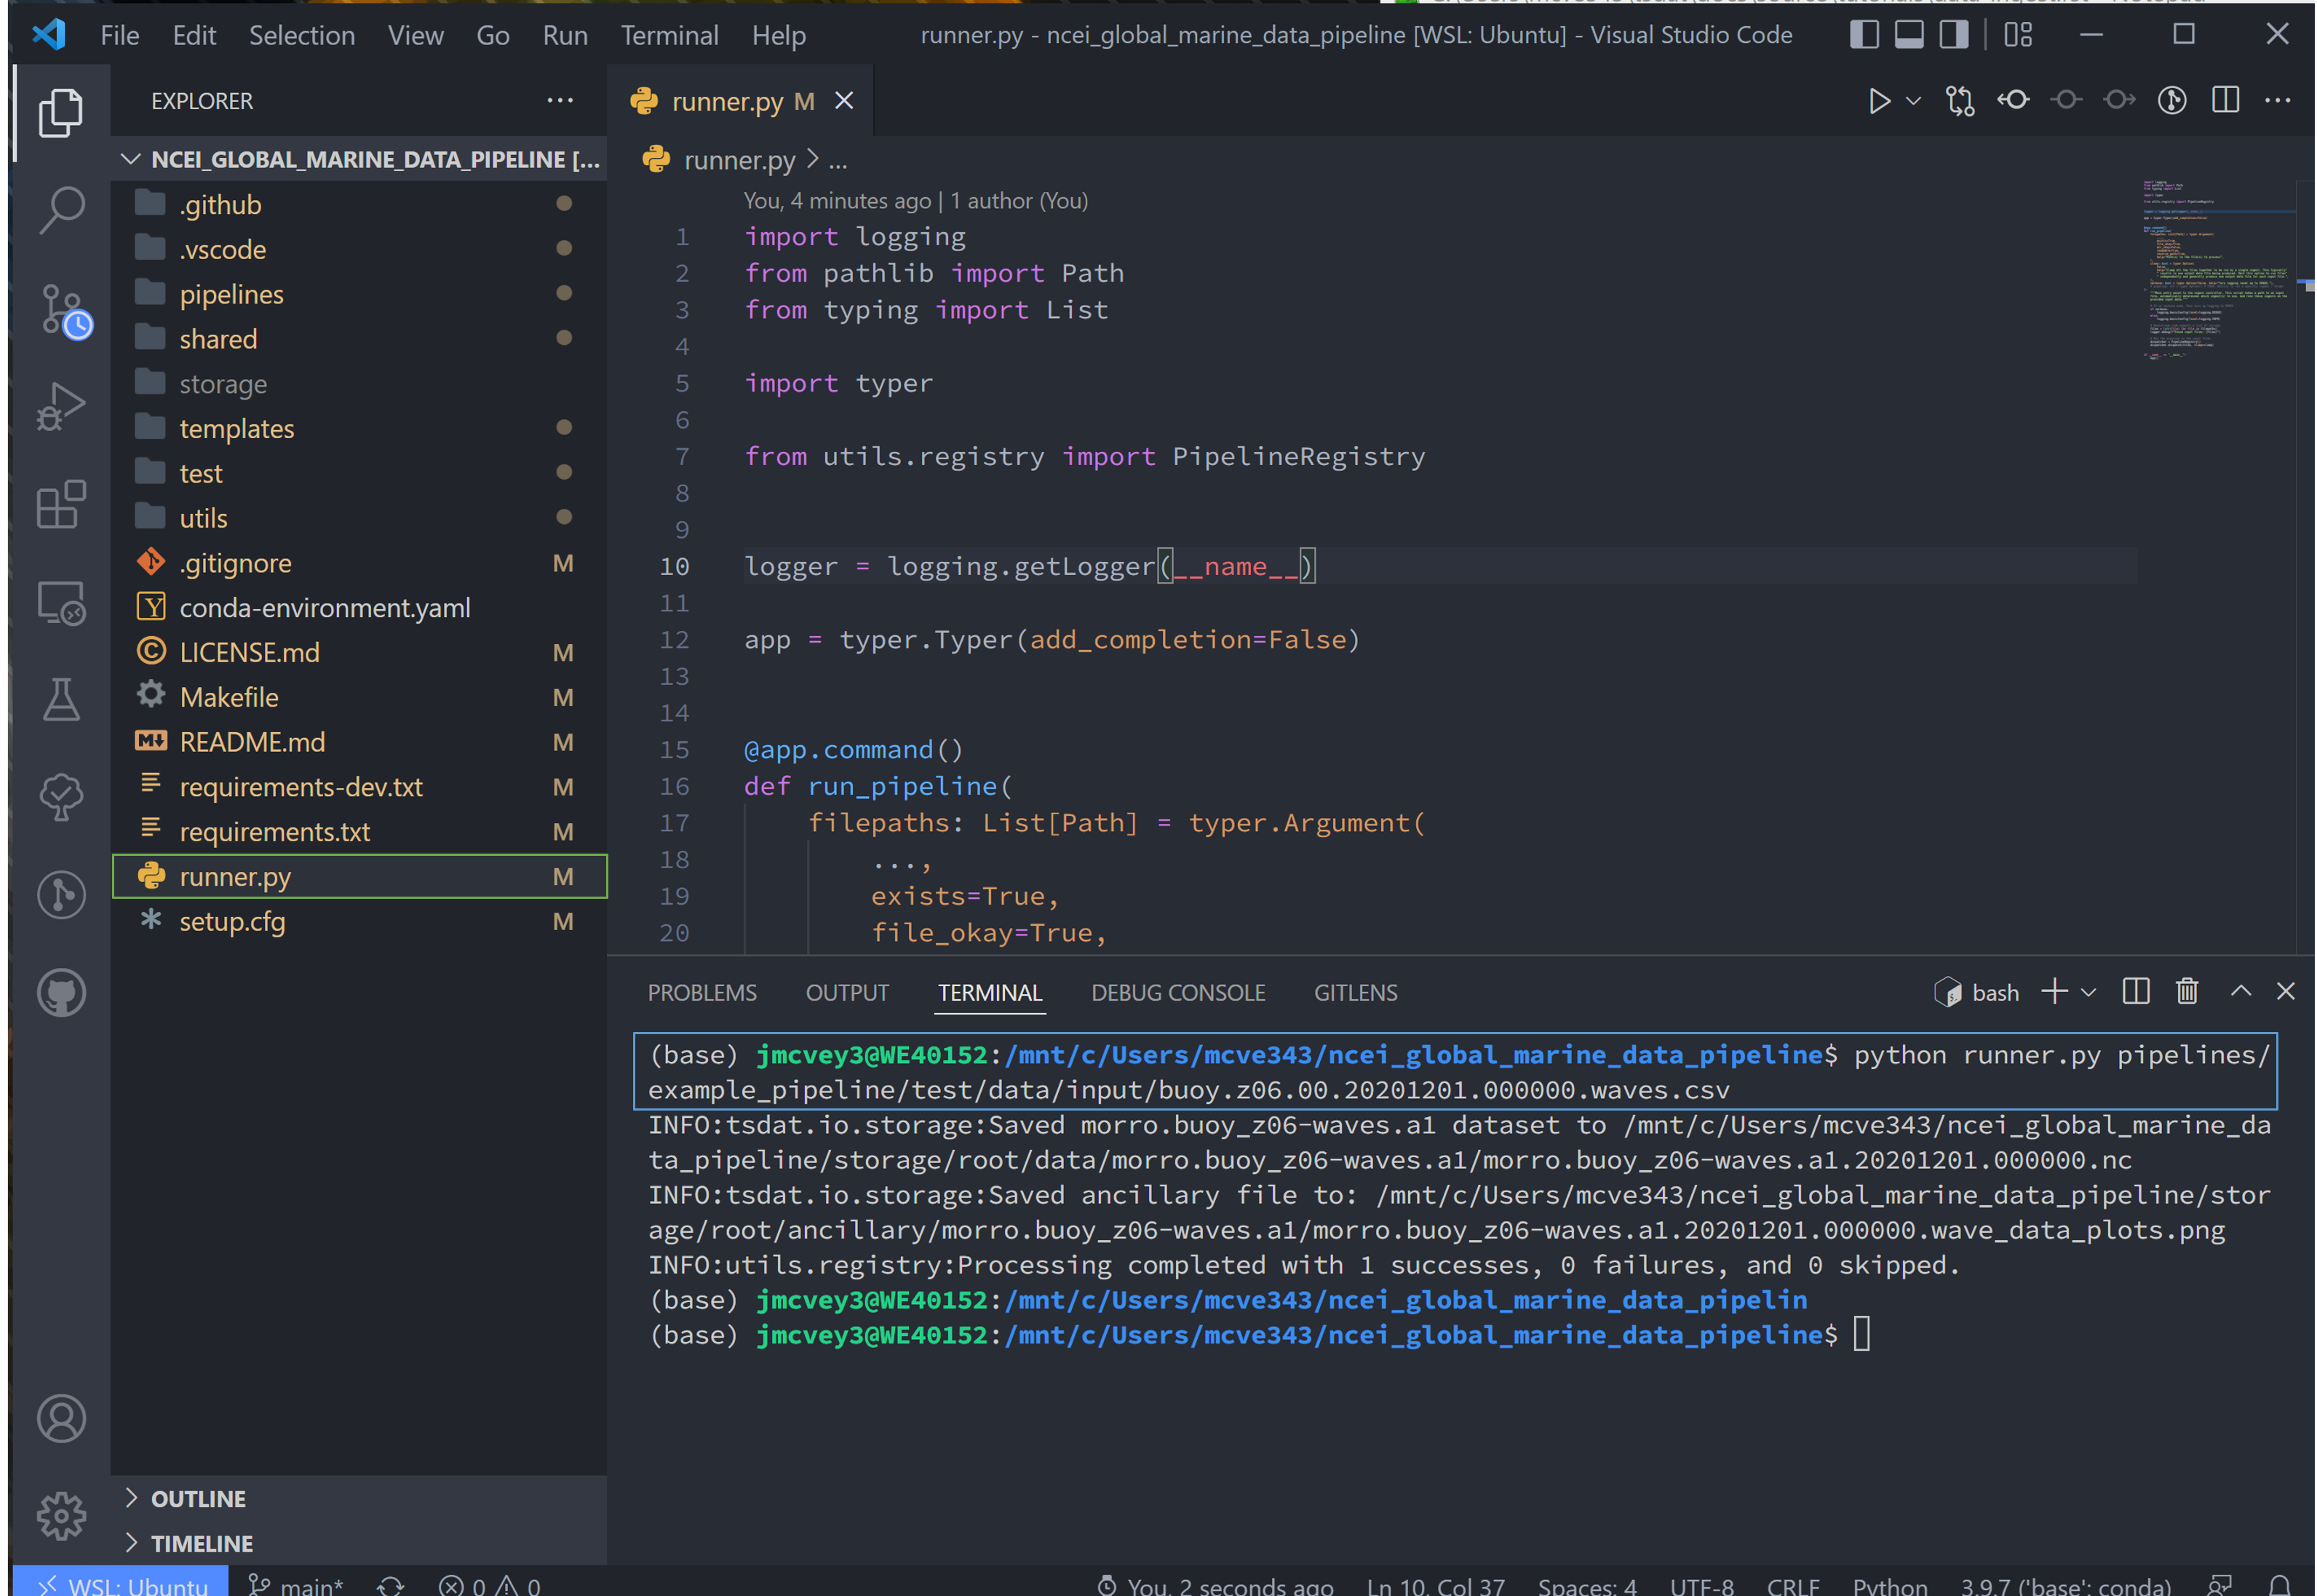 File Edit Selection View Go Run Terminal Help
runner.py - ncei_global_marine_data_pipeline [WSL: Ubuntu] - Visual Studio Code
EXPLORER
NCEI_GLOBAL_MARINE_DATA_PIPELINE [...
.github
.vscode
pipelines
shared
storage
templates
test
utils
.gitignore M
conda-environment.yaml
LICENSE.md M
Makefile M
README.md M
requirements-dev.txt M
requirements.txt M
runner.py M
setup.cfg M
OUTLINE
TIMELINE
runner.py M
runner.py > ...
You, 4 minutes ago | 1 author (You)
1 import logging
2 from pathlib import Path
3 from typing import List
4
5 import typer
6
7 from utils.registry import PipelineRegistry
8
9
10 logger = logging.getLogger(__name__)
11
12 app = typer.Typer(add_completion=False)
13
14
15 @app.command()
16 def run_pipeline(
17 filepaths: List[Path] = typer.Argument(
18 ...,
19 exists=True,
20 file_okay=True,
PROBLEMS OUTPUT TERMINAL DEBUG CONSOLE GITLENS
bash
(base) jmcvey3@WE40152:/mnt/c/Users/mcve343/ncei_global_marine_data_pipeline$ python runner.py pipelines/
example_pipeline/test/data/input/buoy.z06.00.20201201.000000.waves.csv
INFO:tsdat.io.storage:Saved morro.buoy_z06-waves.a1 dataset to /mnt/c/Users/mcve343/ncei_global_marine_da
ta_pipeline/storage/root/data/morro.buoy_z06-waves.a1/morro.buoy_z06-waves.a1.20201201.000000.nc
INFO:tsdat.io.storage:Saved ancillary file to: /mnt/c/Users/mcve343/ncei_global_marine_data_pipeline/stor
age/root/ancillary/morro.buoy_z06-waves.a1/morro.buoy_z06-waves.a1.20201201.000000.wave_data_plots.png
INFO:utils.registry:Processing completed with 1 successes, 0 failures, and 0 skipped.
(base) jmcvey3@WE40152:/mnt/c/Users/mcve343/ncei_global_marine_data_pipelin
(base) jmcvey3@WE40152:/mnt/c/Users/mcve343/ncei_global_marine_data_pipeline$
WSL: Ubuntu main* 0 0 You, 2 seconds ago Ln 10, Col 37 Spaces: 4 UTF-8 CRLF Python 3.9.7 ('base': conda)